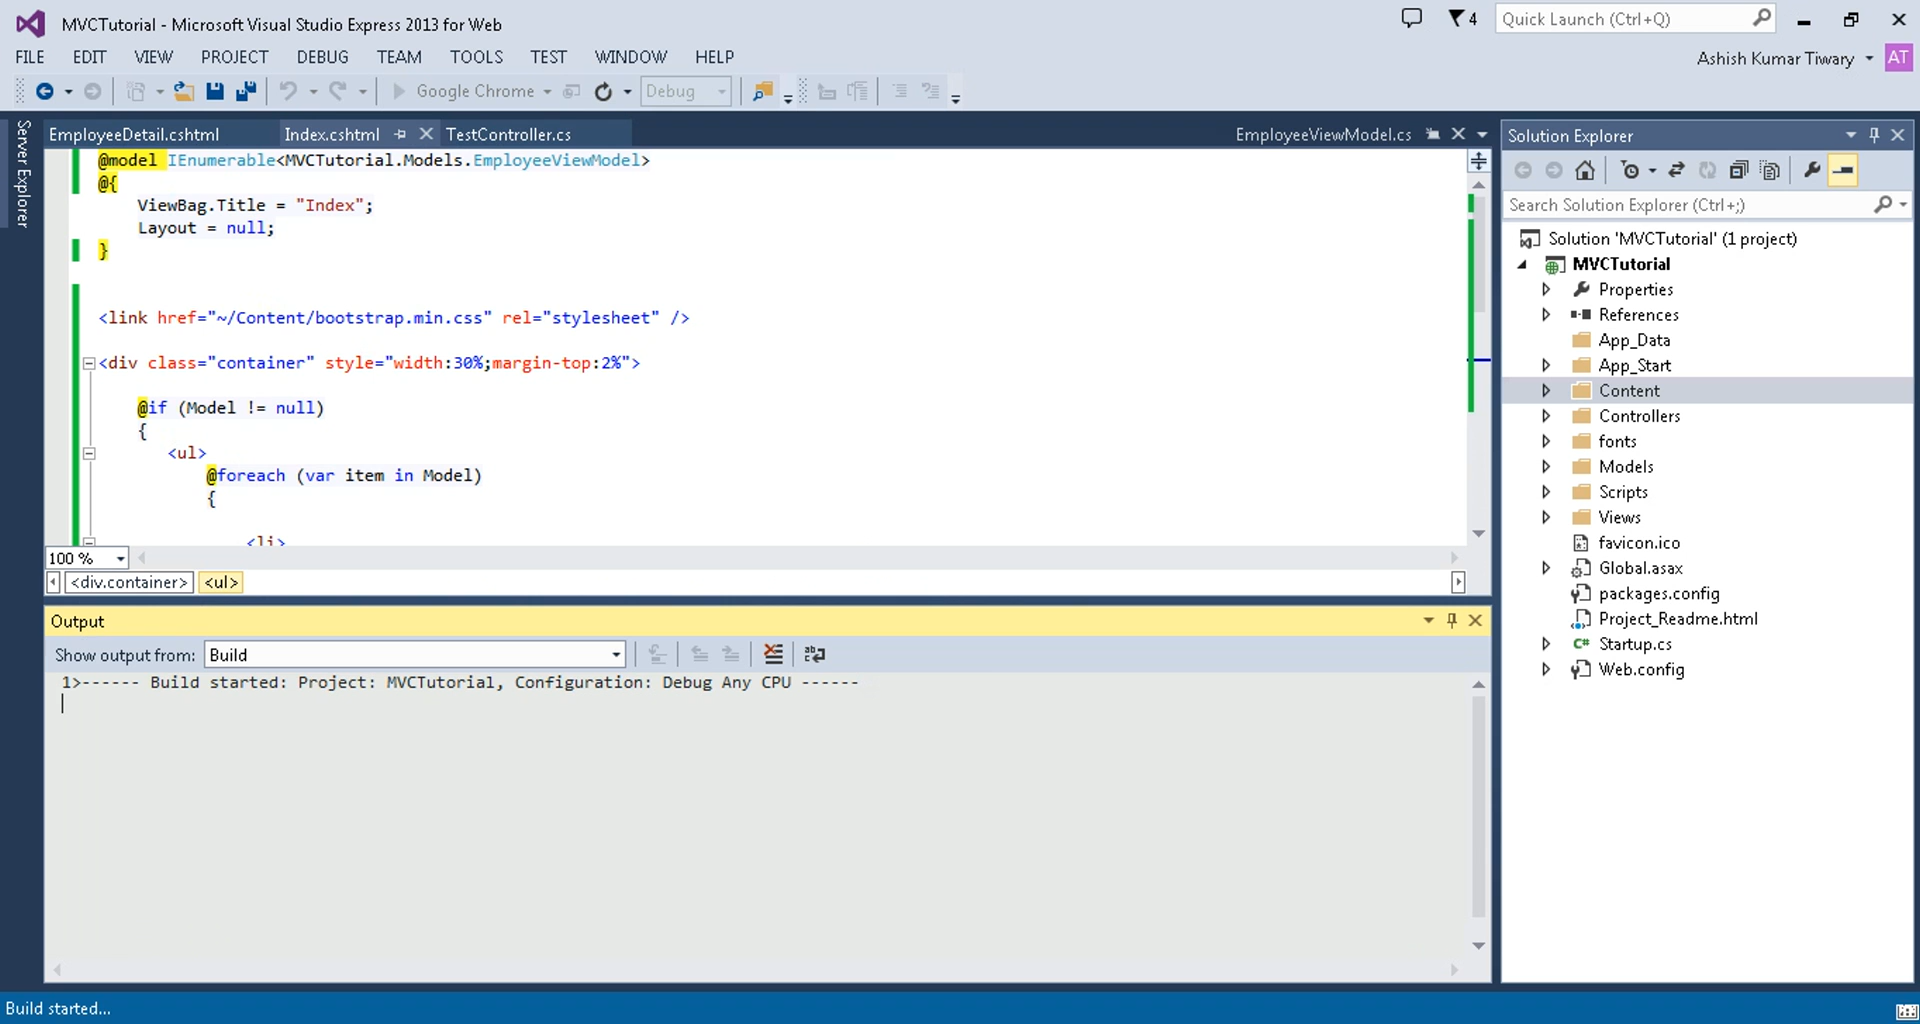 MVCTutorial - Microsoft Visual Studio Express 2013 for Web
4
Quick Launch (Ctrl+Q)
FILE EDIT VIEW PROJECT DEBUG TEAM TOOLS TEST WINDOW HELP
Ashish Kumar Tiwary AT
Google Chrome Debug
Server Explorer
EmployeeDetail.cshtml Index.cshtml TestController.cs EmployeeViewModel.cs
@model IEnumerable<MVCTutorial.Models.EmployeeViewModel>
@{
ViewBag.Title = "Index";
Layout = null;
}
<link href="~/Content/bootstrap.min.css" rel="stylesheet" />
<div class="container" style="width:30%;margin-top:2%">
@if (Model != null)
{
<ul>
@foreach (var item in Model)
{
<li>
100 %
<div.container> <ul>
Output
Show output from: Build
1>------ Build started: Project: MVCTutorial, Configuration: Debug Any CPU ------
Solution Explorer
Search Solution Explorer (Ctrl+;)
Solution 'MVCTutorial' (1 project)
MVCTutorial
Properties
References
App_Data
App_Start
Content
Controllers
fonts
Models
Scripts
Views
favicon.ico
Global.asax
packages.config
Project_Readme.html
C# Startup.cs
Web.config
Build started...